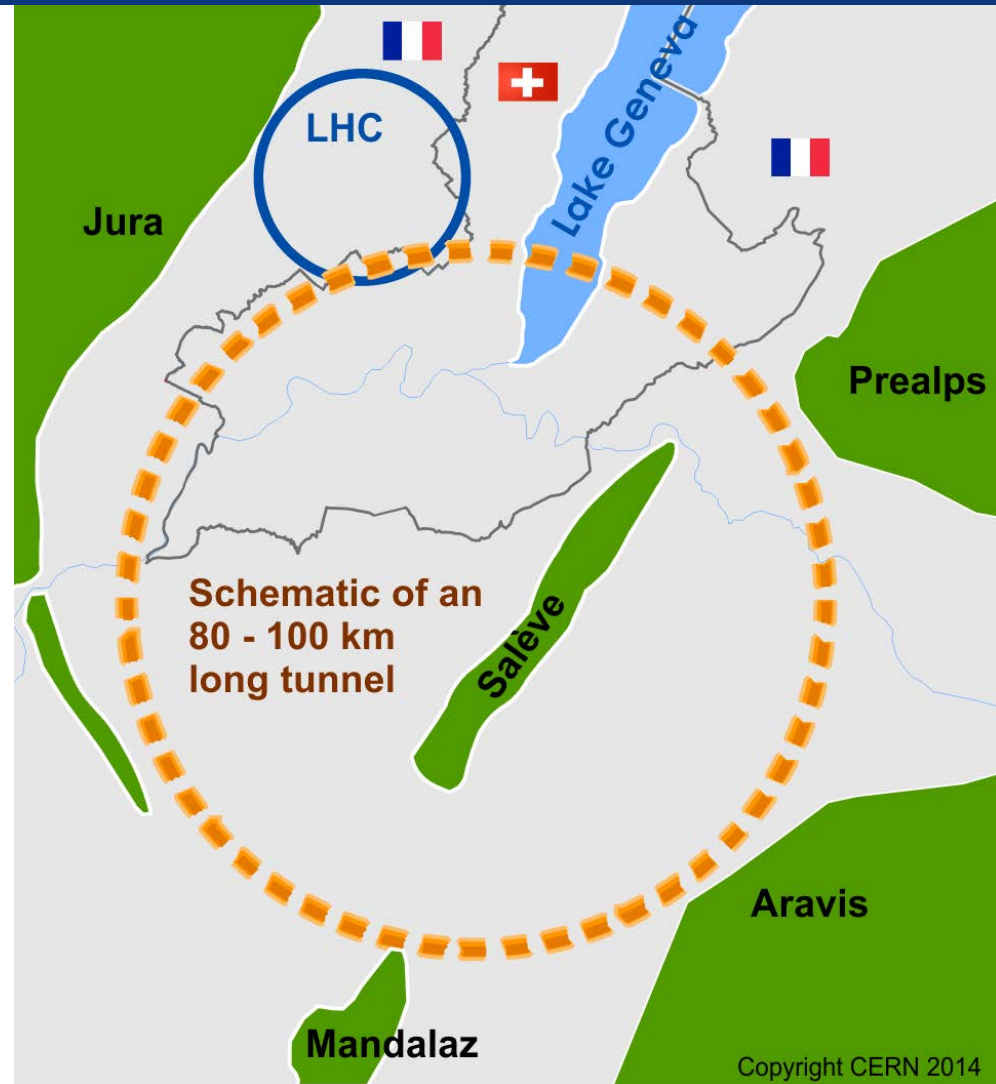 LHC
Lake Geneva
Jura
Prealps
Schematic of an
80 - 100 km
long tunnel
Salève
Aravis
Mandalaz
Copyright CERN 2014